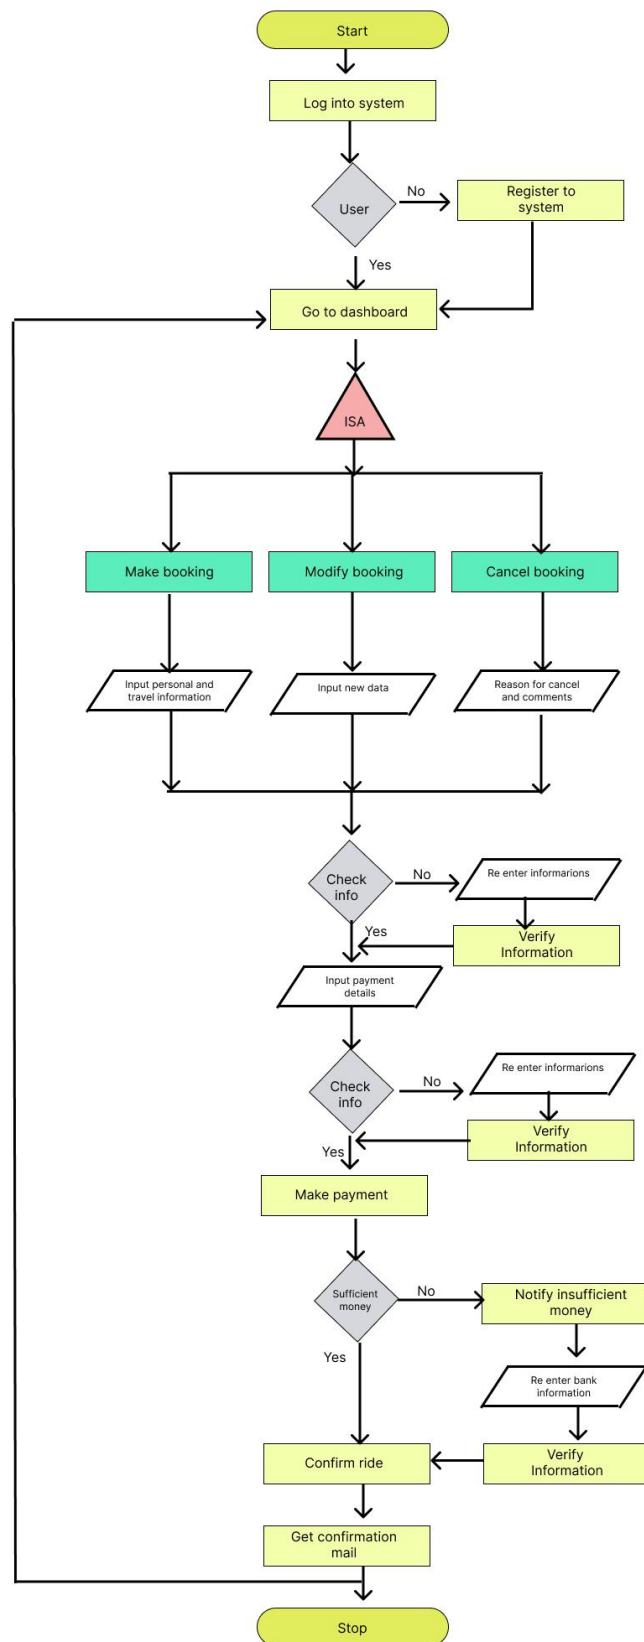 Start
Log into system
User
No
Register to
system
Yes
Go to dashboard
ISA
Make booking
Modify booking
Cancel booking
Input personal and
travel information
Input new data
Reason for cancel
and comments
Check
info
No
Re enter informarions
Yes
Verify
Information
Input payment
details
Check
info
No
Re enter informarions
Yes
Verify
Information
Make payment
Sufficient
money
No
Notify insufficient
money
Yes
Re enter bank
information
Confirm ride
Verify
Information
Get confirmation
mail
Stop